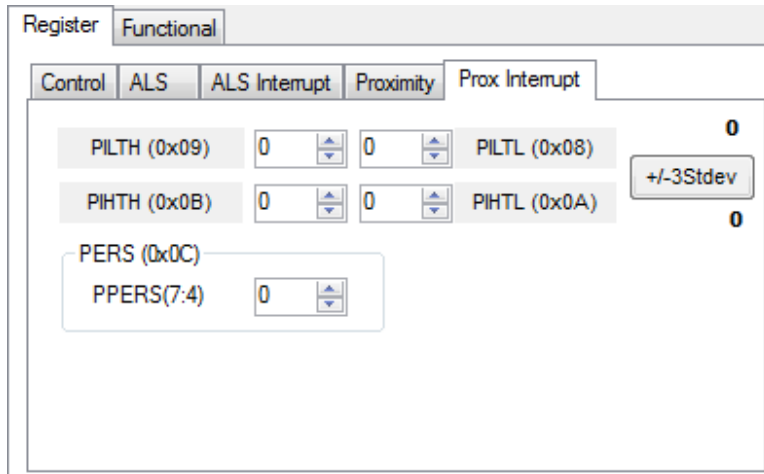 Register Functional
Control ALS ALS Interrupt Proximity Prox Interrupt
0
PILTH (0x09) 0 0 PILTL (0x08)
+/-3Stdev
PIHTH (0x0B) 0 0 PIHTL (0x0A)
0
PERS (0x0C)
PPERS(7:4) 0